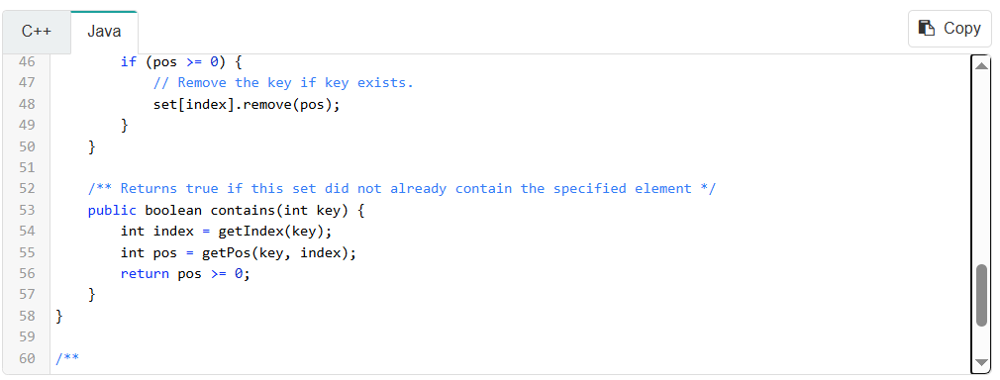 C++ Java Copy
46         if (pos >= 0) {
47             // Remove the key if key exists.
48             set[index].remove(pos);
49         }
50     }
51
52     /** Returns true if this set did not already contain the specified element */
53     public boolean contains(int key) {
54         int index = getIndex(key);
55         int pos = getPos(key, index);
56         return pos >= 0;
57     }
58 }
59
60 /**